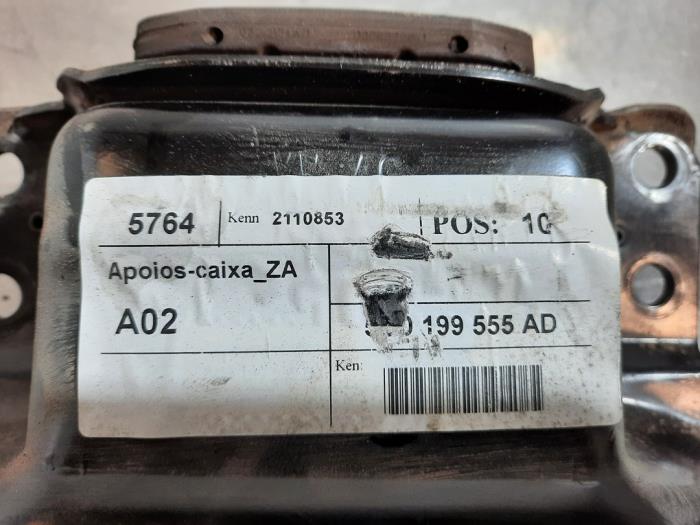 5764 Kenn 2110853 POS: 10
Apoios-caixa_ZA
A02 199 555 AD
Ken: